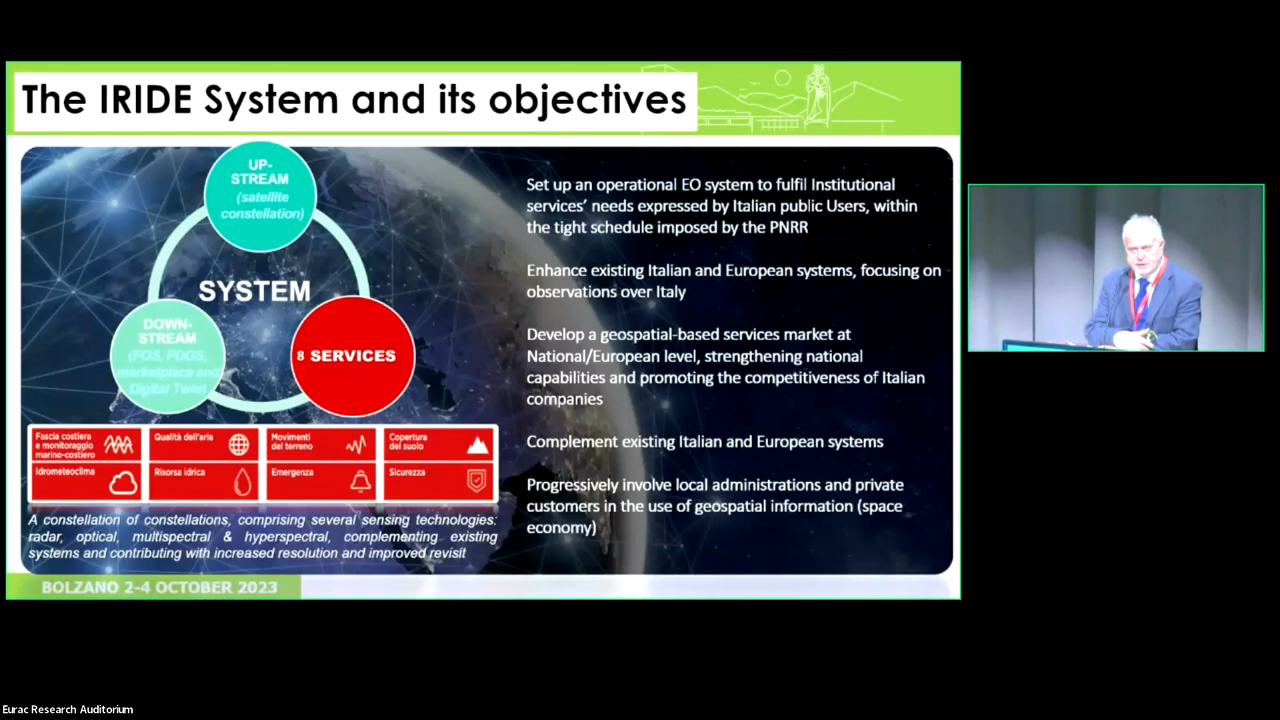 The IRIDE System and its objectives
UP-
STREAM
(satellite
constellation)
SYSTEM
DOWN-
STREAM
(FOS, PDGS,
marketplace and
Digital Twin)
8 SERVICES
Fascia costiera
e monitoraggio
marino-costiero
Qualità dell'aria
Movimenti
del terreno
Copertura
del suolo
Idrometeoclima
Risorsa idrica
Emergenza
Sicurezza
A constellation of constellations, comprising several sensing technologies:
radar, optical, multispectral & hyperspectral, complementing existing
systems and contributing with increased resolution and improved revisit
Set up an operational EO system to fulfil Institutional
services' needs expressed by Italian public Users, within
the tight schedule imposed by the PNRR
Enhance existing Italian and European systems, focusing on
observations over Italy
Develop a geospatial-based services market at
National/European level, strengthening national
capabilities and promoting the competitiveness of Italian
companies
Complement existing Italian and European systems
Progressively involve local administrations and private
customers in the use of geospatial information (space
economy)
BOLZANO 2-4 OCTOBER 2023
Eurac Research Auditorium